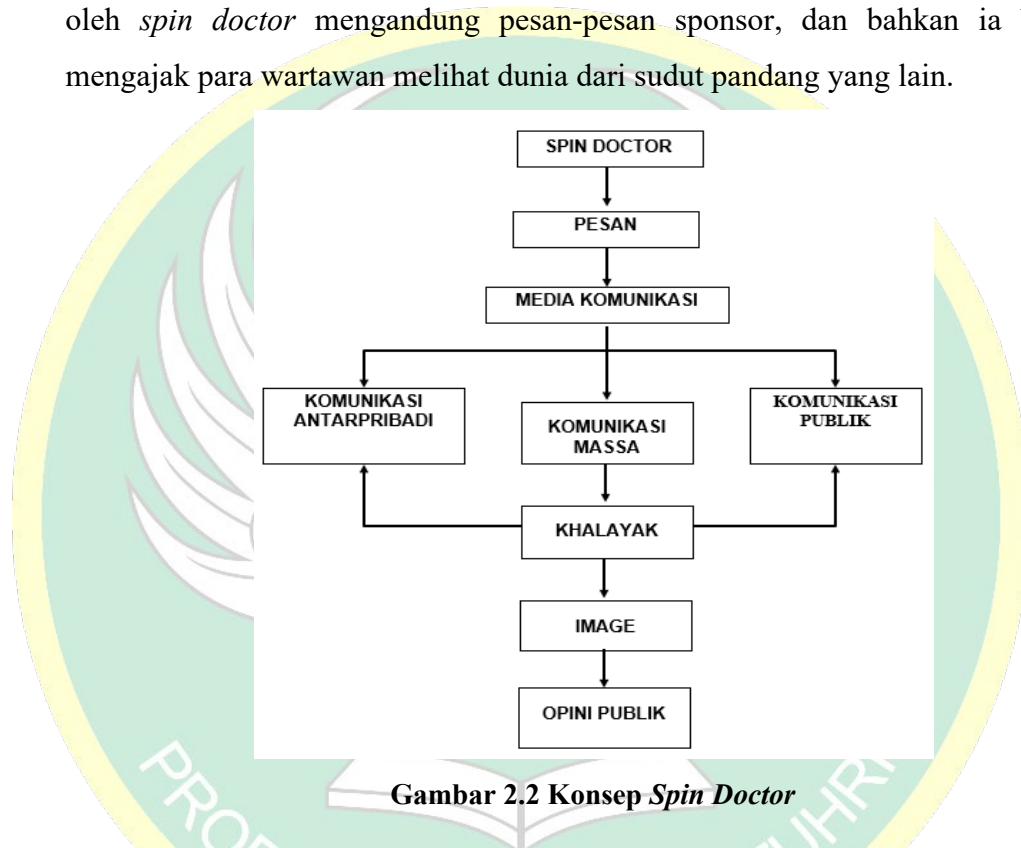 oleh spin doctor mengandung pesan-pesan sponsor, dan bahkan ia
mengajak para wartawan melihat dunia dari sudut pandang yang lain.
SPIN DOCTOR
PESAN
MEDIA KOMUNIKASI
KOMUNIKASI
ANTARPRIBADI
KOMUNIKASI
MASSA
KOMUNIKASI
PUBLIK
KHALAYAK
IMAGE
OPINI PUBLIK
Gambar 2.2 Konsep Spin Doctor